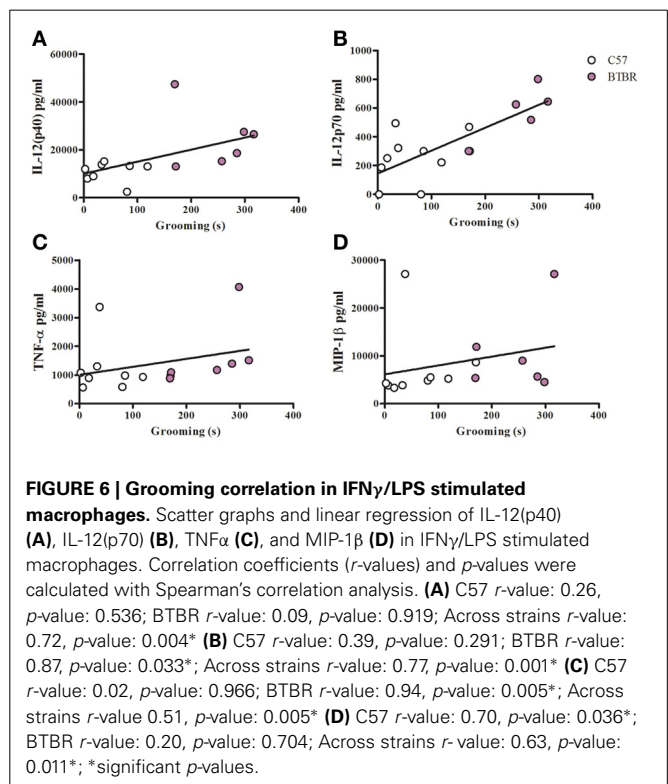 A
IL-12(p40) pg/ml
60000
40000
20000
0
0 100 200 300 400
Grooming (s)
B
C57
BTBR
IL-12p70 pg/ml
1000
800
600
400
200
0
0 100 200 300 400
Grooming (s)
C
TNF-α pg/ml
5000
4000
3000
2000
1000
0
0 100 200 300 400
Grooming (s)
D
MIP-1β pg/ml
30000
20000
10000
0
0 100 200 300 400
Grooming (s)
FIGURE 6 | Grooming correlation in IFNγ/LPS stimulated
macrophages. Scatter graphs and linear regression of IL-12(p40)
(A), IL-12(p70) (B), TNFα (C), and MIP-1β (D) in IFNγ/LPS stimulated
macrophages. Correlation coefficients (r-values) and p-values were
calculated with Spearman's correlation analysis. (A) C57 r-value: 0.26,
p-value: 0.536; BTBR r-value: 0.09, p-value: 0.919; Across strains r-value:
0.72, p-value: 0.004* (B) C57 r-value: 0.39, p-value: 0.291; BTBR r-value:
0.87, p-value: 0.033*; Across strains r-value: 0.77, p-value: 0.001* (C) C57
r-value: 0.02, p-value: 0.966; BTBR r-value: 0.94, p-value: 0.005*; Across
strains r-value 0.51, p-value: 0.005* (D) C57 r-value: 0.70, p-value: 0.036*;
BTBR r-value: 0.20, p-value: 0.704; Across strains r- value: 0.63, p-value:
0.011*; *significant p-values.